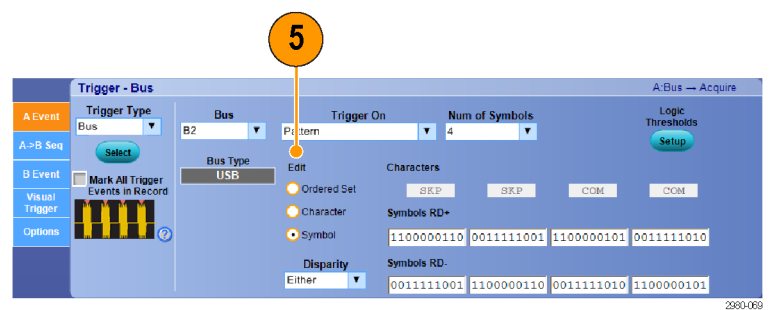 5
Trigger - Bus
A:Bus → Acquire
A Event
A->B Seq
B Event
Visual
Trigger
Options
Trigger Type
Bus
Select
Mark All Trigger
Events in Record
?
Bus
B2
Bus Type
USB
Trigger On
Pattern
Num of Symbols
4
Logic
Thresholds
Setup
Edit
Ordered Set
Character
Symbol
Disparity
Either
Characters
SKP SKP COM COM
Symbols RD+
1100000110 0011111001 1100000101 0011111010
Symbols RD-
0011111001 1100000110 0011111010 1100000101
2980-069